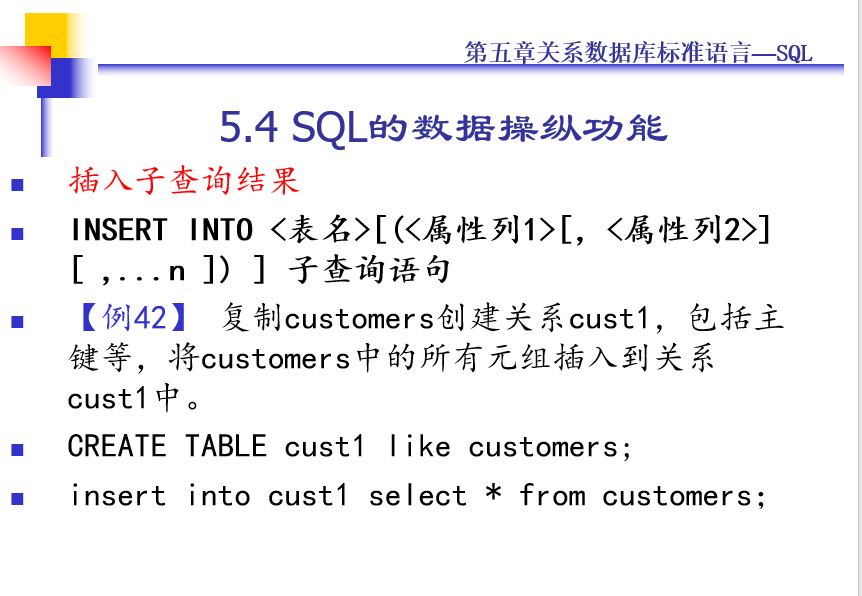 第五章关系数据库标准语言—SQL
5.4 SQL的数据操纵功能
插入子查询结果
INSERT INTO <表名>[(<属性列1>[, <属性列2>]
[ ,...n ]) ] 子查询语句
【例42】 复制customers创建关系cust1，包括主
键等，将customers中的所有元组插入到关系
cust1中。
CREATE TABLE cust1 like customers;
insert into cust1 select * from customers;